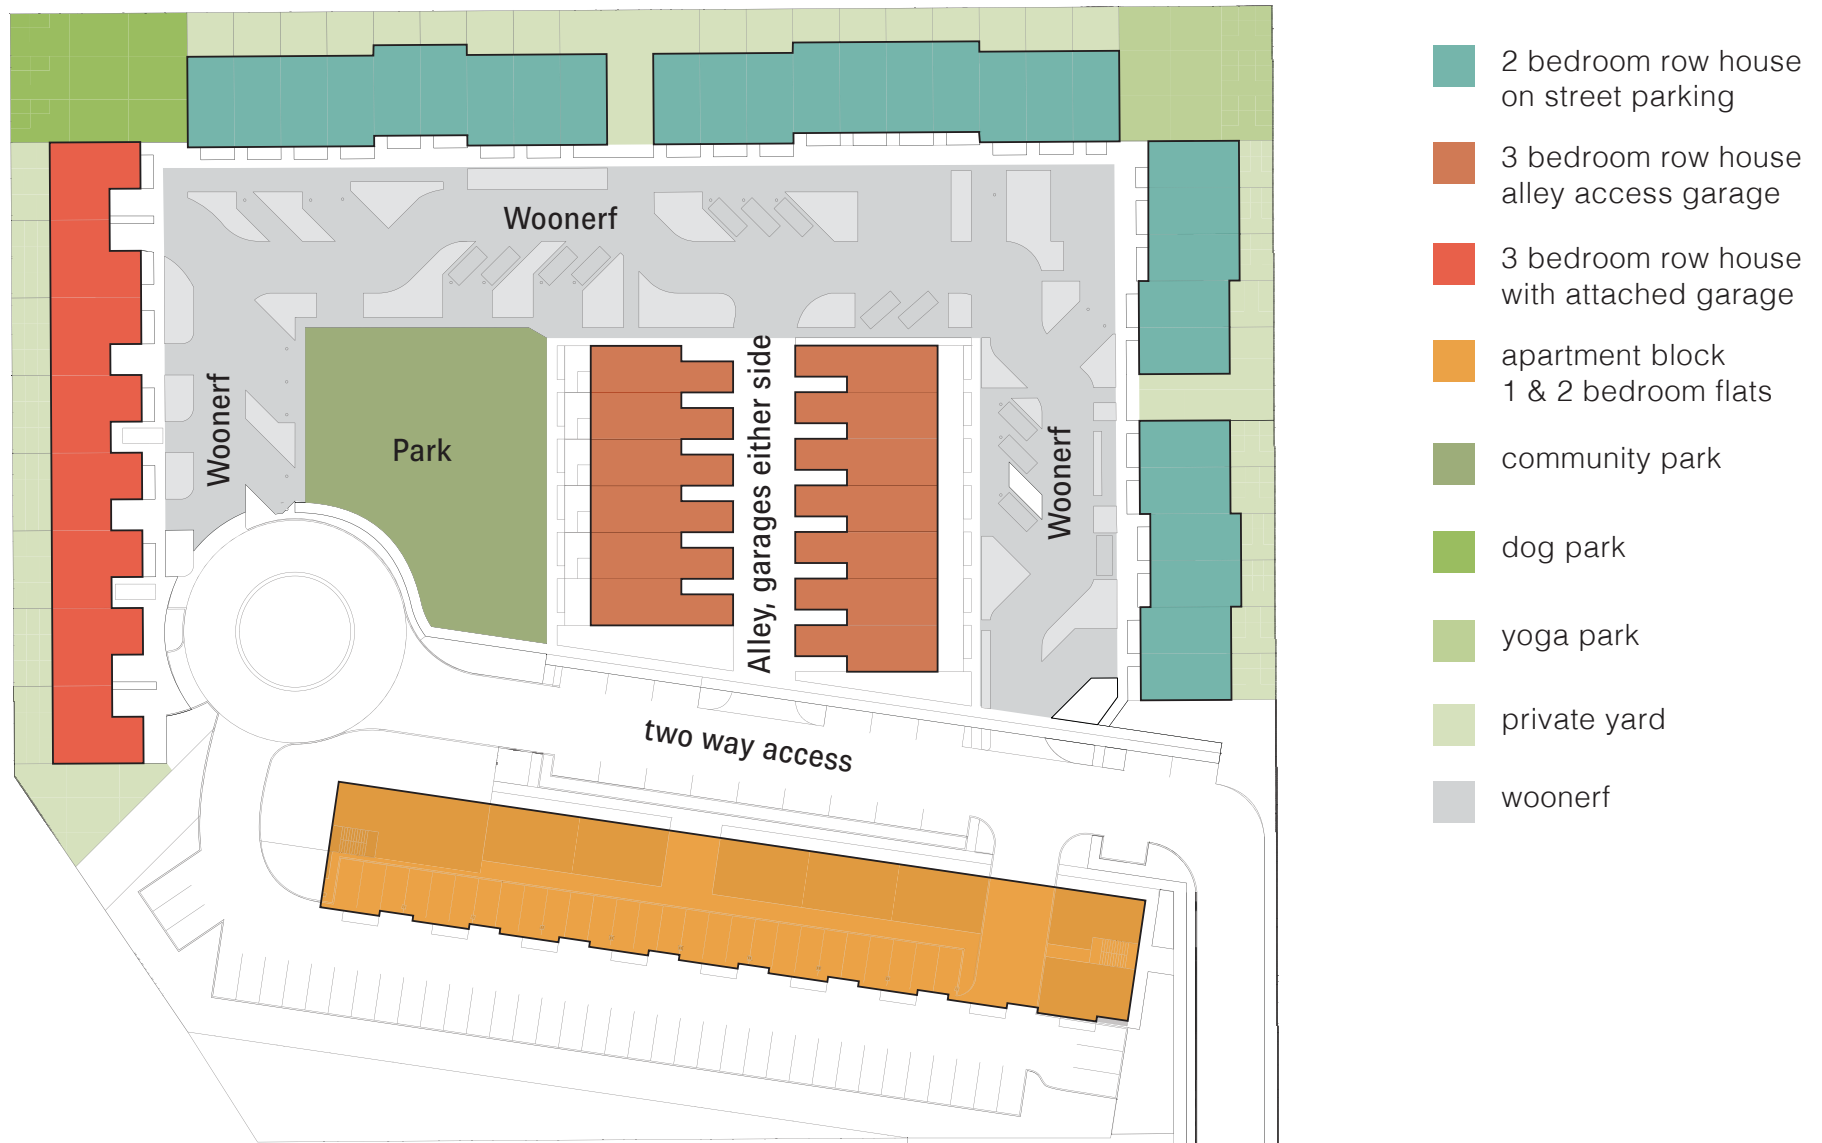 Woonerf
Woonerf
Park
Alley, garages either side
Woonerf
two way access
2 bedroom row house
on street parking
3 bedroom row house
alley access garage
3 bedroom row house
with attached garage
apartment block
1 & 2 bedroom flats
community park
dog park
yoga park
private yard
woonerf